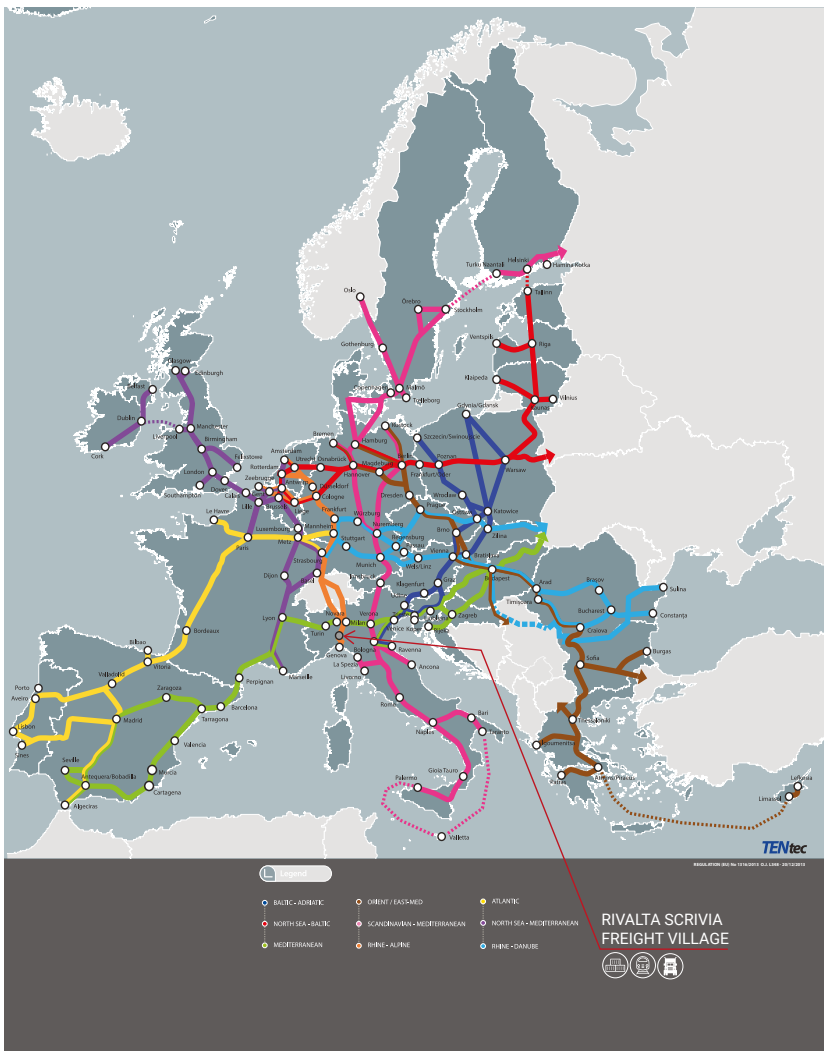 Oslo
Örebro
Stockholm
Turku Naantali
Helsinki
Hamina Kotka
Tallinn
Gothenburg
Ventspils
Riga
Klaipeda
Vilnius
Glasgow
Edinburgh
Belfast
Copenhagen
Malmö
Trelleborg
Gdynia/Gdansk
Dublin
Cork
Liverpool
Manchester
Birmingham
Felixstowe
London
Southampton
Dover
Calais
Bremen
Hamburg
Rostock
Szczecin/Swinoujscie
Amsterdam
Rotterdam
Utrecht
Osnabrück
Hannover
Magdeburg
Berlin
Frankfurt/Oder
Poznan
Warsaw
Zeebrugge
Antwerp
Düsseldorf
Cologne
Lille
Brussels
Liège
Dresden
Wroclaw
Katowice
Prague
Le Havre
Paris
Luxembourg
Metz
Mannheim
Frankfurt
Würzburg
Nuremberg
Regensburg
Passau
Stuttgart
Strasbourg
Munich
Wels/Linz
Vienna
Brno
Zilina
Bratislava
Budapest
Dijon
Basel
Innsbruck
Klagenfurt
Graz
Udine
Lyon
Turin
Novara
Milan
Verona
Venice
Koper
Zagreb
Arad
Timișoara
Brașov
Bucharest
Sulina
Constanța
Craiova
Sofia
Burgas
Bordeaux
Bilbao
Vitoria
Valladolid
Genova
La Spezia
Livorno
Bologna
Ravenna
Ancona
Marseille
Perpignan
Porto
Aveiro
Lisbon
Sines
Zaragoza
Barcelona
Tarragona
Madrid
Valencia
Seville
Antequera/Bobadilla
Murcia
Cartagena
Algeciras
Rome
Naples
Bari
Taranto
Gioia Tauro
Palermo
Valletta
Thessaloniki
Igoumenitsa
Patras
Athens/Piraeus
Lefkosia
Limassol
TENtec
REGULATION (EU) No 1316/2013 O.J. L348 - 20/12/2013
Legend
BALTIC - ADRIATIC
ORIENT / EAST-MED
ATLANTIC
NORTH SEA - BALTIC
SCANDINAVIAN - MEDITERRANEAN
NORTH SEA - MEDITERRANEAN
MEDITERRANEAN
RHINE - ALPINE
RHINE - DANUBE
RIVALTA SCRIVIA
FREIGHT VILLAGE